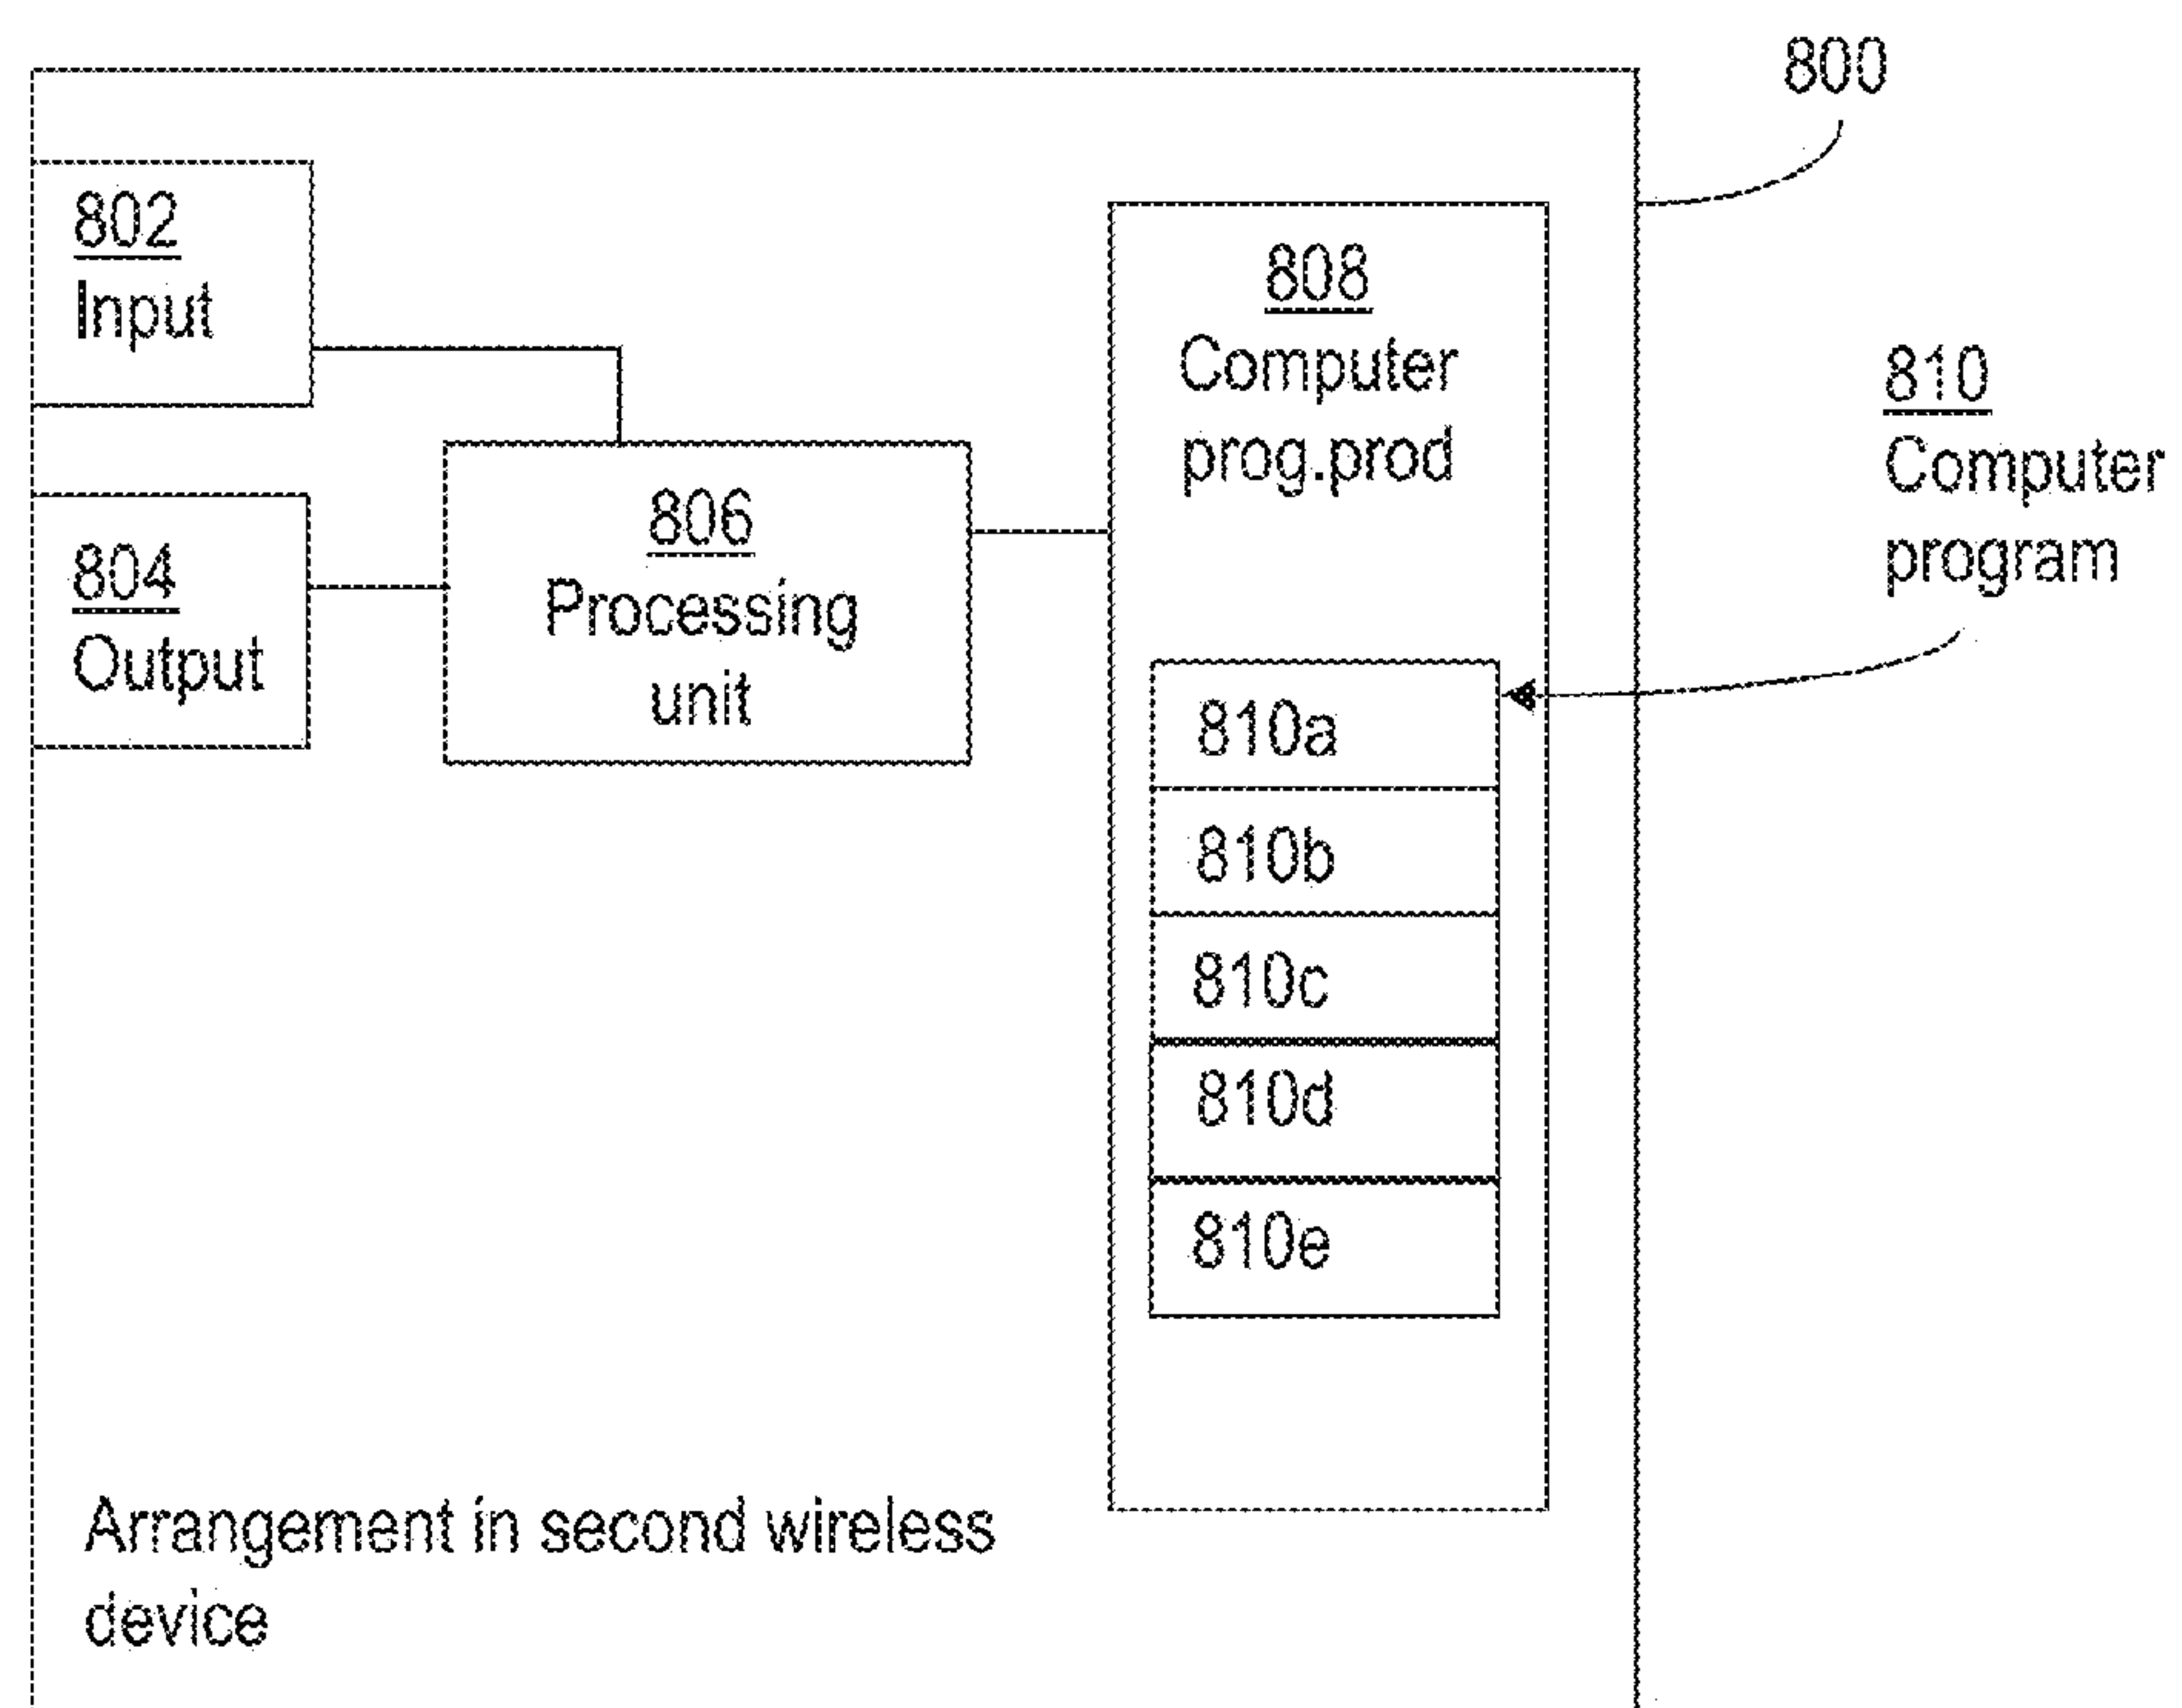 800
802
Input
804
Output
806
Processing
unit
808
Computer
prog.prod
810
Computer
program
810a
810b
810c
810d
810e
Arrangement in second wireless
device